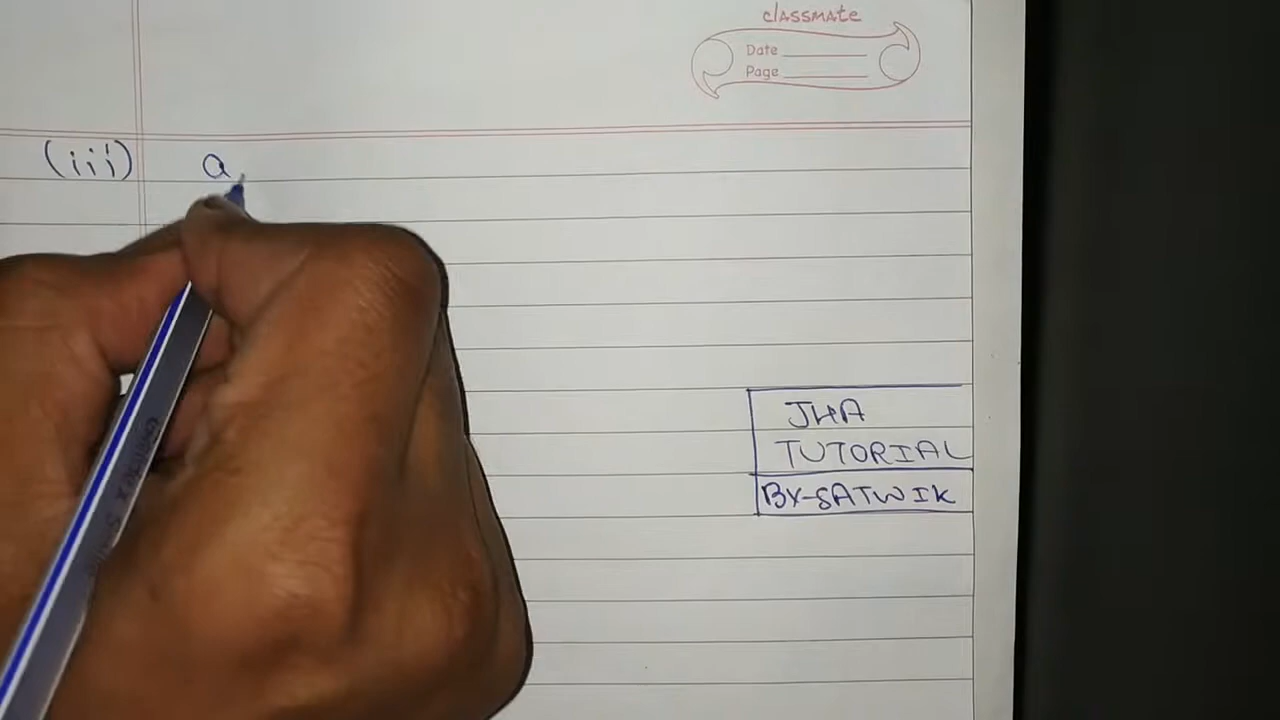 classmate
Date
Page
(iii) a
JHA
TUTORIAL
BY-SATWIK